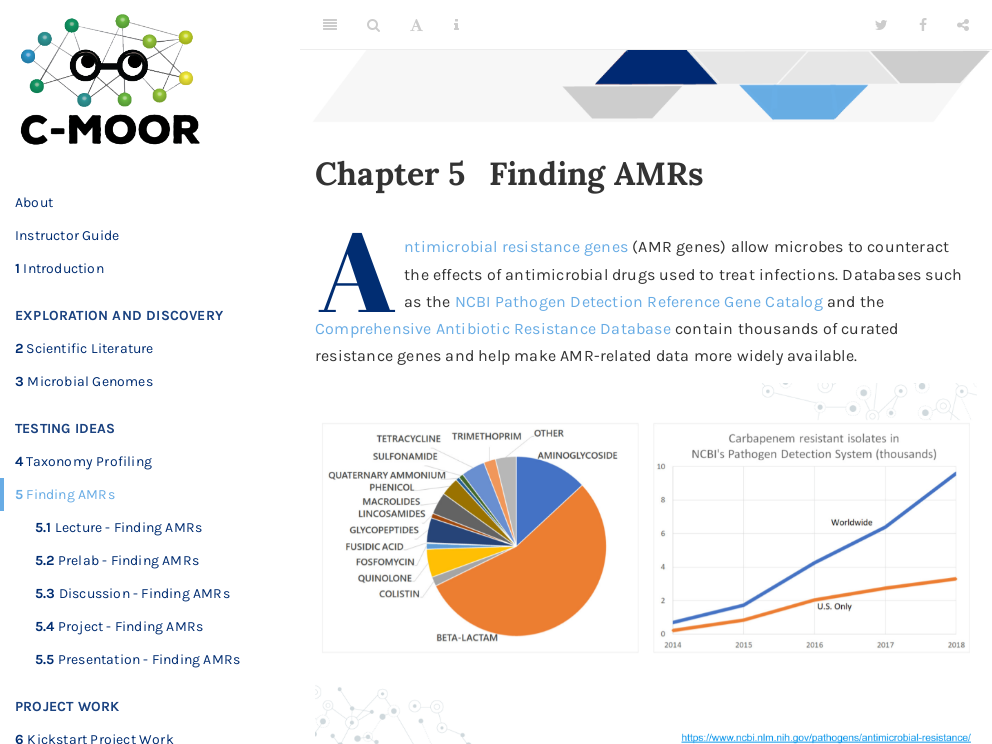 C-MOOR
About
Instructor Guide
1 Introduction
EXPLORATION AND DISCOVERY
2 Scientific Literature
3 Microbial Genomes
TESTING IDEAS
4 Taxonomy Profiling
5 Finding AMRs
5.1 Lecture - Finding AMRs
5.2 Prelab - Finding AMRs
5.3 Discussion - Finding AMRs
5.4 Project - Finding AMRs
5.5 Presentation - Finding AMRs
PROJECT WORK
6 Kickstart Project Work
Chapter 5 Finding AMRs
Antimicrobial resistance genes (AMR genes) allow microbes to counteract
the effects of antimicrobial drugs used to treat infections. Databases such
as the NCBI Pathogen Detection Reference Gene Catalog and the
Comprehensive Antibiotic Resistance Database contain thousands of curated
resistance genes and help make AMR-related data more widely available.
TETRACYCLINE
TRIMETHOPRIM
OTHER
SULFONAMIDE
AMINOGLYCOSIDE
QUATERNARY AMMONIUM
PHENICOL
MACROLIDES
LINCOSAMIDES
GLYCOPEPTIDES
FUSIDIC ACID
FOSFOMYCIN
QUINOLONE
COLISTIN
BETA-LACTAM
Carbapenem resistant isolates in
NCBI's Pathogen Detection System (thousands)
10
8
6
4
2
0
Worldwide
U.S. Only
2014 2015 2016 2017 2018
https://www.ncbi.nlm.nih.gov/pathogens/antimicrobial-resistance/